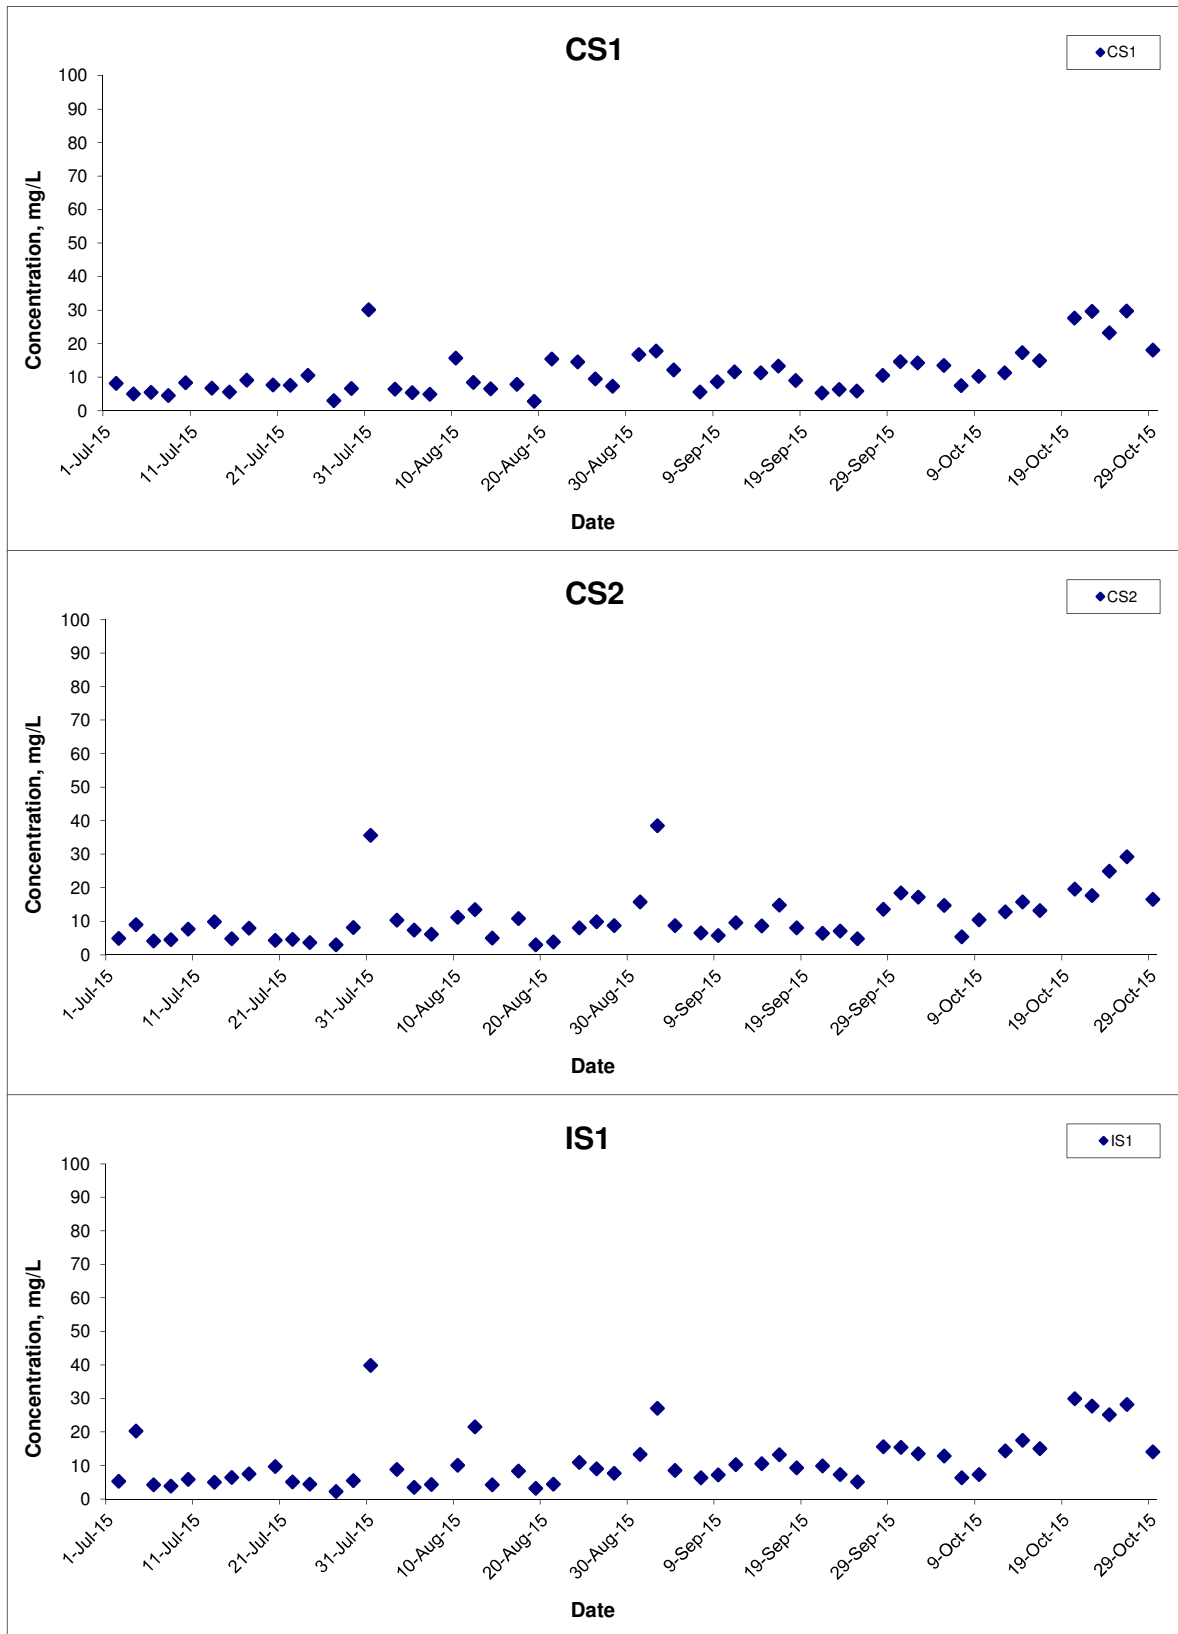 CS1
CS1
Concentration, mg/L
100
90
80
70
60
50
40
30
20
10
0
1-Jul-15
11-Jul-15
21-Jul-15
31-Jul-15
10-Aug-15
20-Aug-15
30-Aug-15
9-Sep-15
19-Sep-15
29-Sep-15
9-Oct-15
19-Oct-15
29-Oct-15
Date
CS2
CS2
Concentration, mg/L
100
90
80
70
60
50
40
30
20
10
0
1-Jul-15
11-Jul-15
21-Jul-15
31-Jul-15
10-Aug-15
20-Aug-15
30-Aug-15
9-Sep-15
19-Sep-15
29-Sep-15
9-Oct-15
19-Oct-15
29-Oct-15
Date
IS1
IS1
Concentration, mg/L
100
90
80
70
60
50
40
30
20
10
0
1-Jul-15
11-Jul-15
21-Jul-15
31-Jul-15
10-Aug-15
20-Aug-15
30-Aug-15
9-Sep-15
19-Sep-15
29-Sep-15
9-Oct-15
19-Oct-15
29-Oct-15
Date